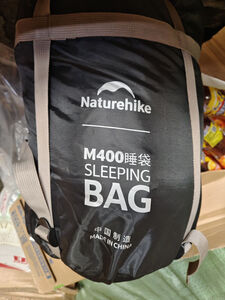 Naturehike
M400睡袋
SLEEPING
BAG
中国制造
MADE IN CHINA